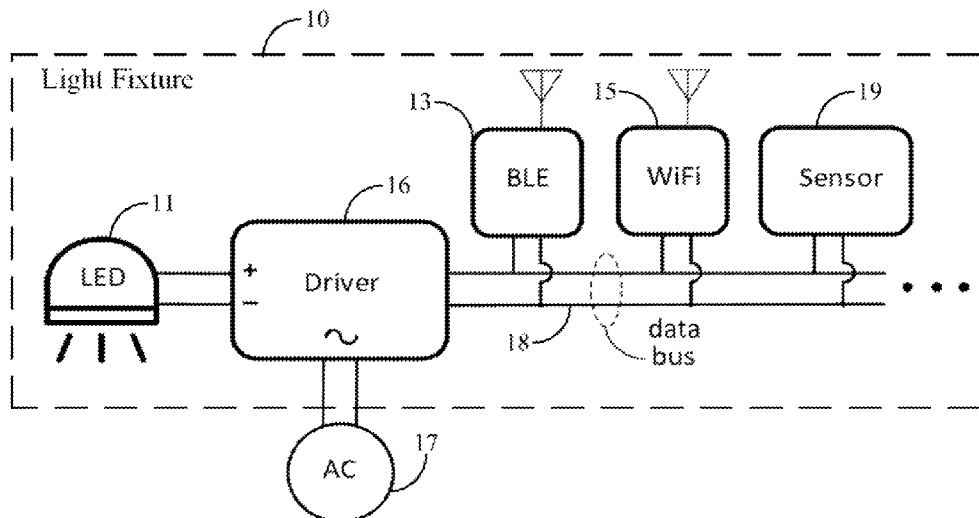 10
Light Fixture
13
15
19
BLE
WiFi
Sensor
11
16
LED
+
Driver
−
18
data
bus
AC
17